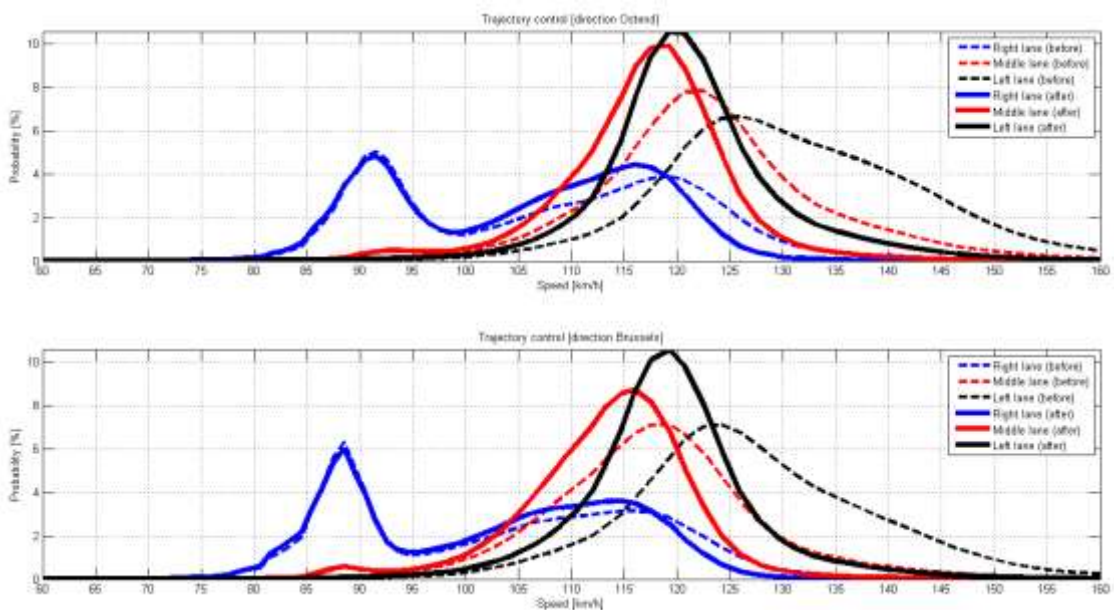 Trajectory control [direction Ostend]
10
8
6
4
2
0
Probability [%]
Right lane (before)
Middle lane (before)
Left lane (before)
Right lane (after)
Middle lane (after)
Left lane (after)
60 65 70 75 80 85 90 95 100 105 110 115 120 125 130 135 140 145 150 155 160
Speed [km/h]
Trajectory control [direction Brussels]
10
8
6
4
2
0
Probability [%]
Right lane (before)
Middle lane (before)
Left lane (before)
Right lane (after)
Middle lane (after)
Left lane (after)
60 65 70 75 80 85 90 95 100 105 110 115 120 125 130 135 140 145 150 155 160
Speed [km/h]